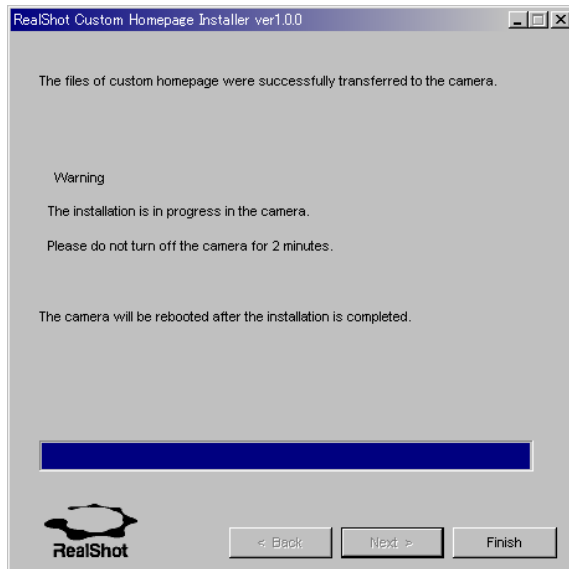 RealShot Custom Homepage Installer ver1.0.0
The files of custom homepage were successfully transferred to the camera.
Warning
The installation is in progress in the camera.
Please do not turn off the camera for 2 minutes.
The camera will be rebooted after the installation is completed.
RealShot
< Back
Next >
Finish